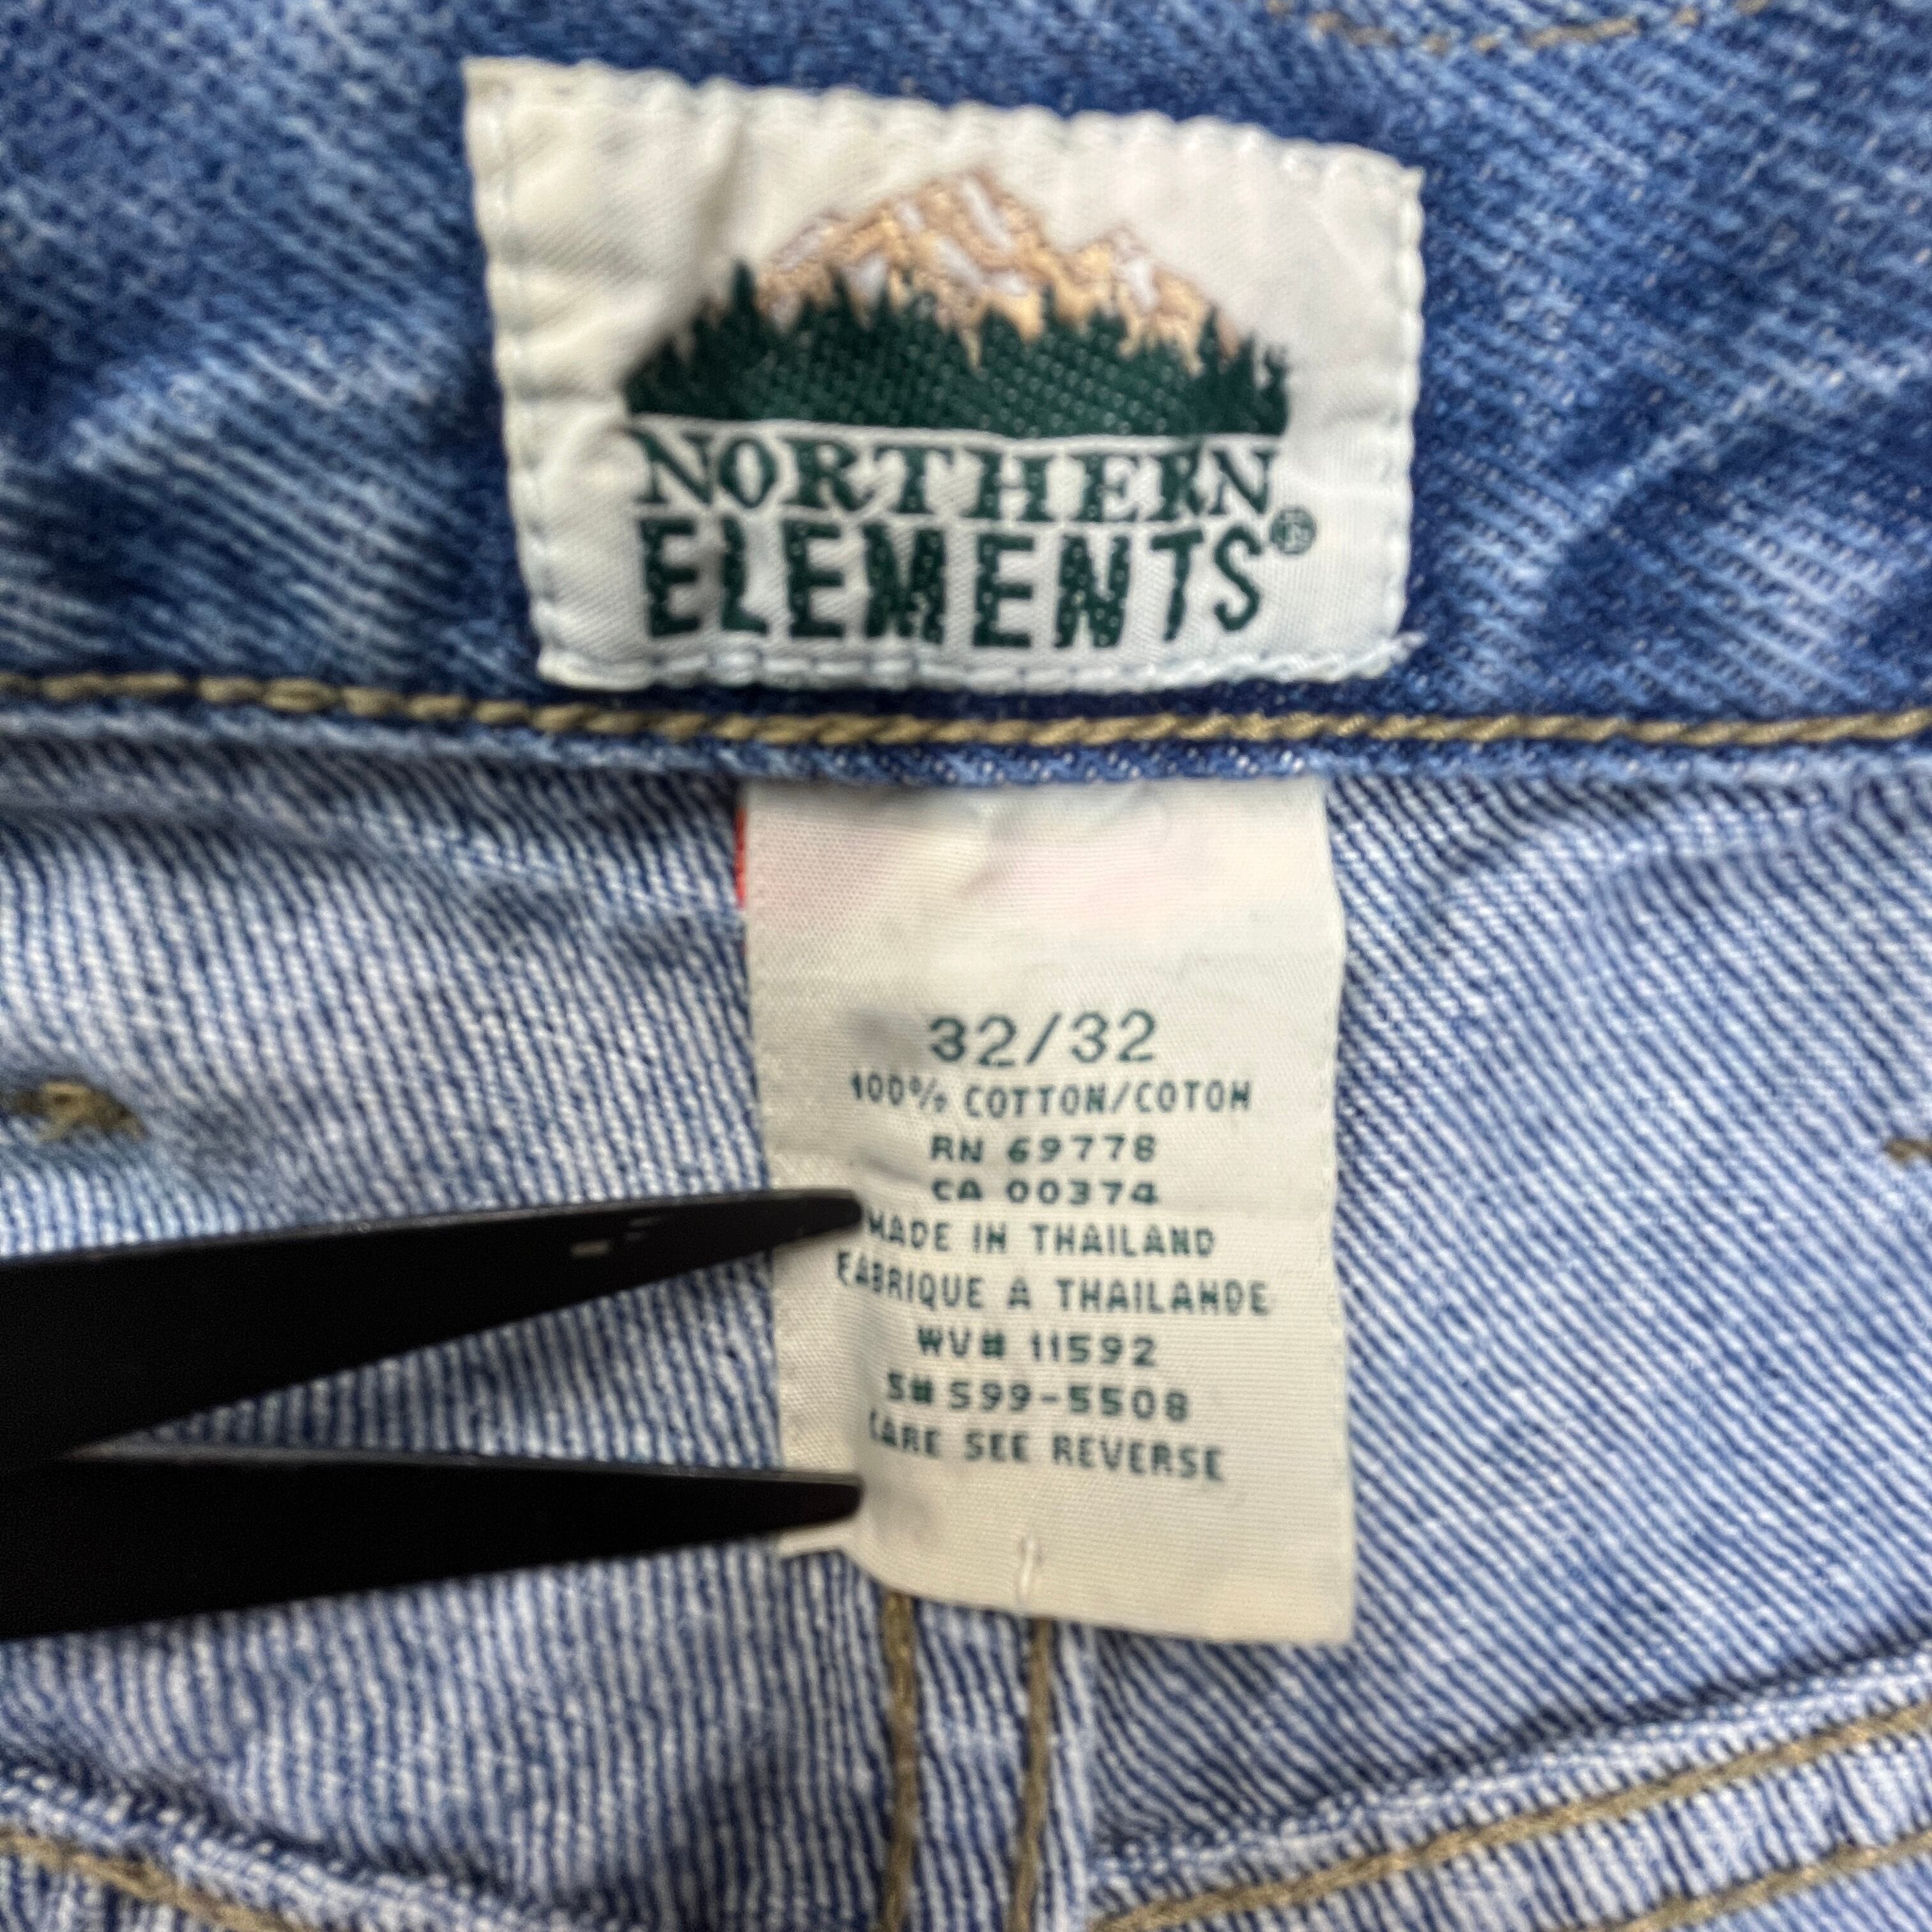 NORTHERN
ELEMENTS®
32/32
100% COTTON/COTON
RN 69778
CA 00374
MADE IN THAILAND
FABRIQUE A THAILANDE
WV# 11592
S# S99-5508
CARE SEE REVERSE